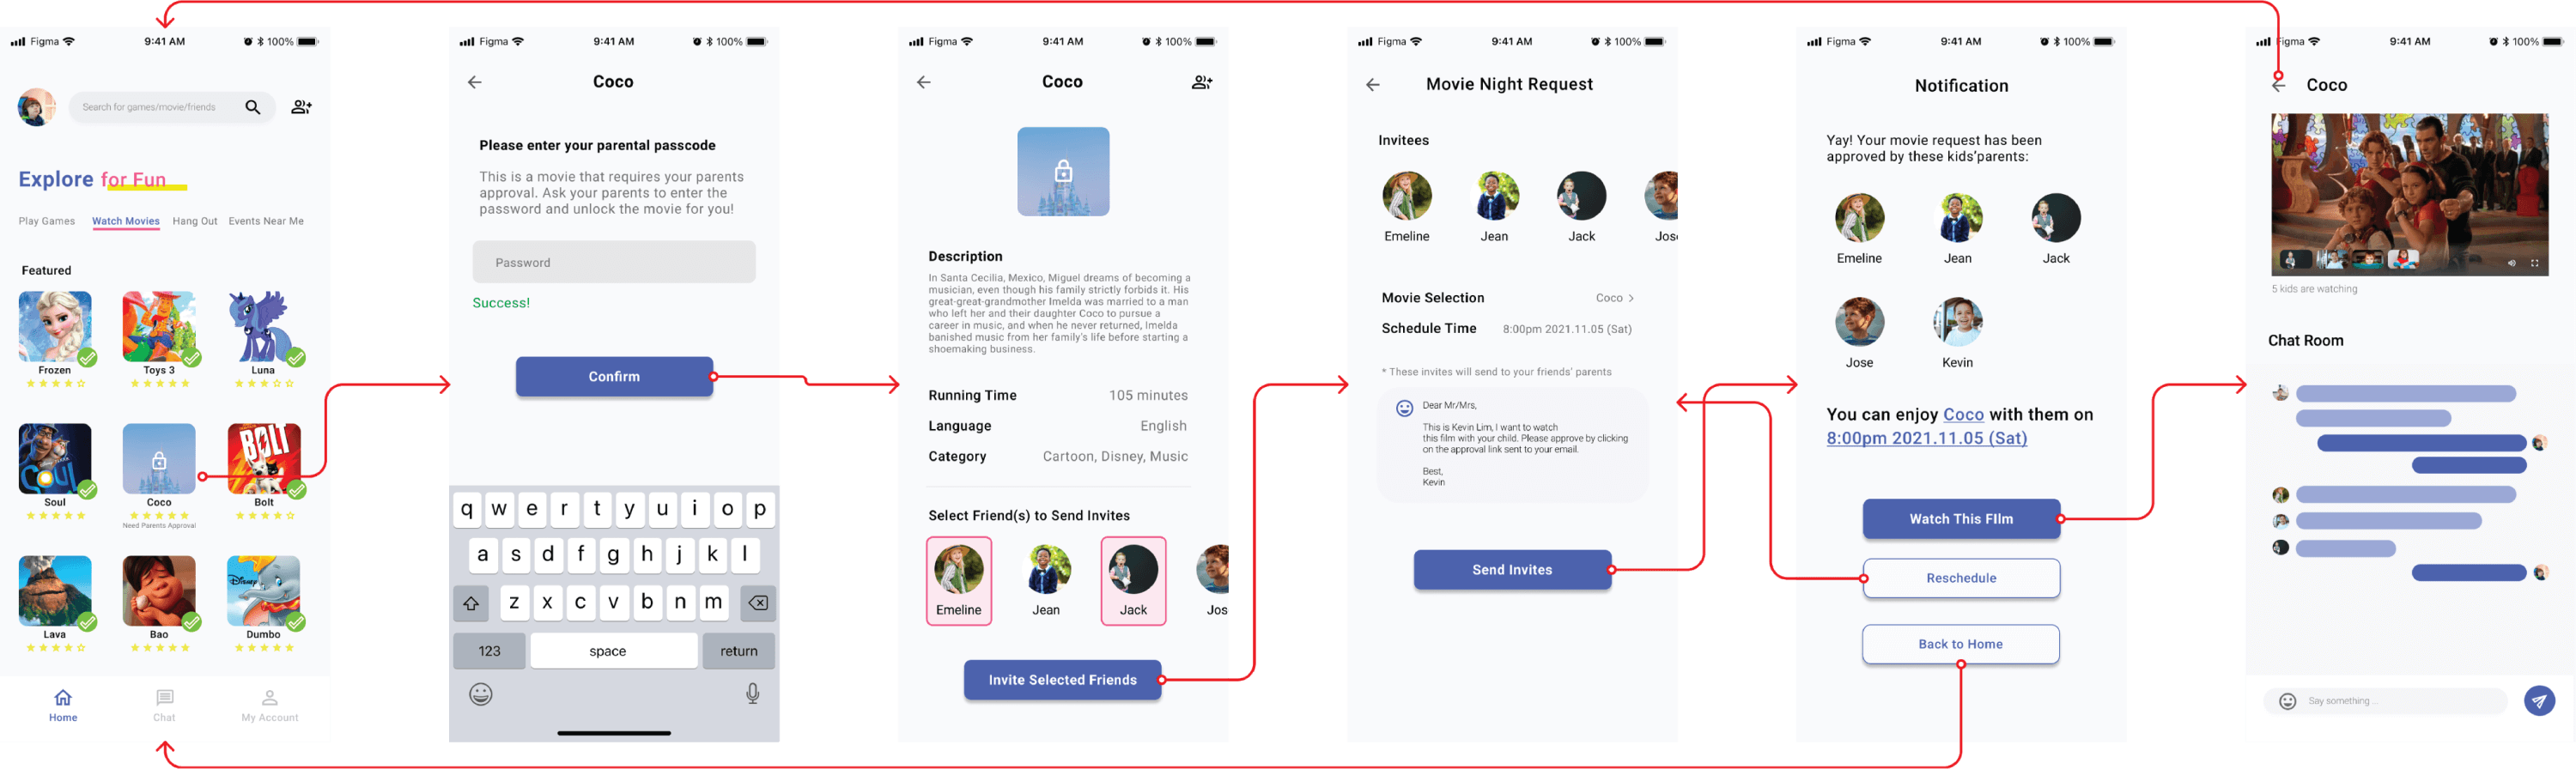 Figma
9:41 AM
100%
Search for games/movie/friends
Explore for Fun
Play Games
Watch Movies
Hang Out
Events Near Me
Featured
Frozen
Toys 3
Luna
SOUL
BOLT
Soul
Coco
Bolt
Need Parents Approval
Disney
Lava
Bao
Dumbo
Home
Chat
My Account
Figma
9:41 AM
100%
Coco
Please enter your parental passcode
This is a movie that requires your parents
approval. Ask your parents to enter the
password and unlock the movie for you!
Password
Success!
Confirm
q w e r t y u i o p
a s d f g h j k l
z x c v b n m
123
space
return
Figma
9:41 AM
100%
Coco
Description
In Santa Cecilia, Mexico, Miguel dreams of becoming a
musician, even though his family strictly forbids it. His
great-great-grandmother Imelda was married to a man
who left her and their daughter Coco to pursue a
career in music, and when he never returned, Imelda
banished music from her family's life before starting a
shoemaking business.
Running Time 105 minutes
Language English
Category Cartoon, Disney, Music
Select Friend(s) to Send Invites
Emeline
Jean
Jack
Jos
Invite Selected Friends
Figma
9:41 AM
100%
Movie Night Request
Invitees
Emeline
Jean
Jack
Jos
Movie Selection Coco >
Schedule Time 8:00pm 2021.11.05 (Sat)
* These invites will send to your friends' parents
Dear Mr/Mrs,
This is Kevin Lim, I want to watch
this film with your child. Please approve by clicking
on the approval link sent to your email.
Best,
Kevin
Send Invites
Figma
9:41 AM
100%
Notification
Yay! Your movie request has been
approved by these kids'parents:
Emeline
Jean
Jack
Jose
Kevin
You can enjoy Coco with them on
8:00pm 2021.11.05 (Sat)
Watch This FIlm
Reschedule
Back to Home
Figma
9:41 AM
100%
Coco
5 kids are watching
Chat Room
Say something ...